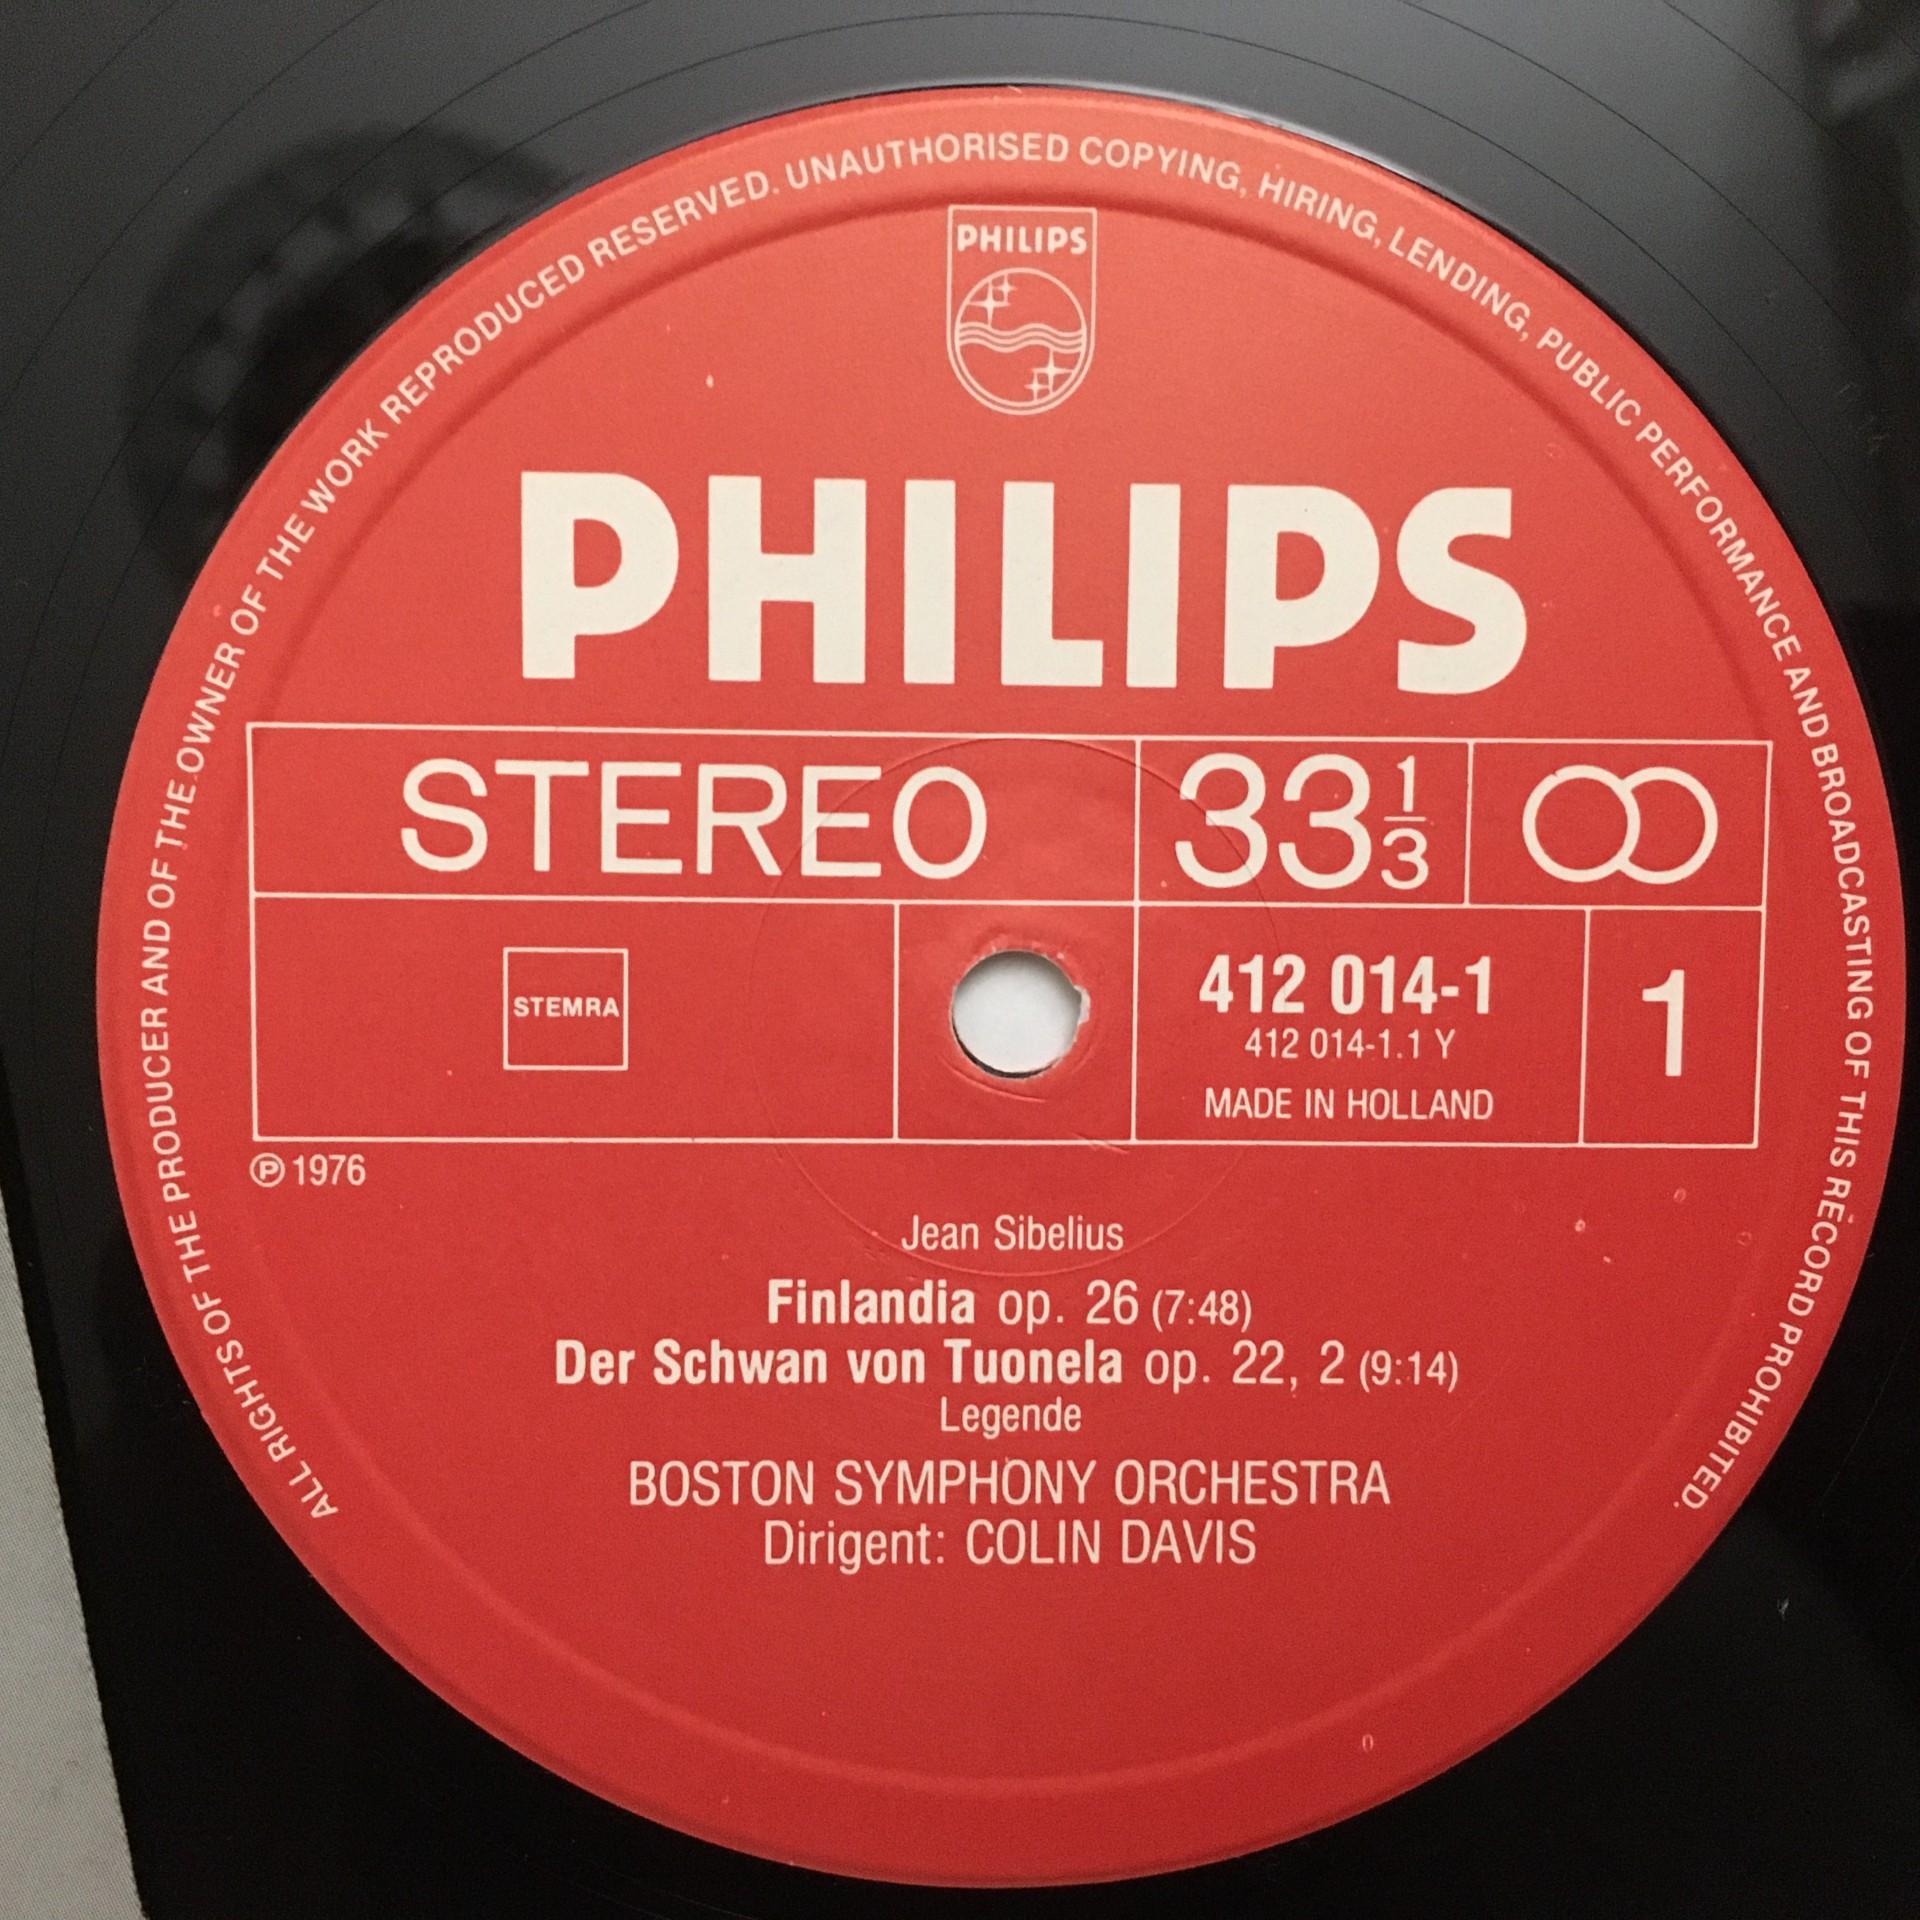 ALL RIGHTS OF THE PRODUCER AND OF THE OWNER OF THE WORK REPRODUCED RESERVED. UNAUTHORISED COPYING, HIRING, LENDING, PUBLIC PERFORMANCE AND BROADCASTING OF THIS RECORD PROHIBITED.
PHILIPS
PHILIPS
STEREO 33 1/3
STEMRA
412 014-1
412 014-1.1 Y
MADE IN HOLLAND
1
℗ 1976
Jean Sibelius
Finlandia op. 26 (7:48)
Der Schwan von Tuonela op. 22, 2 (9:14)
Legende
BOSTON SYMPHONY ORCHESTRA
Dirigent: COLIN DAVIS